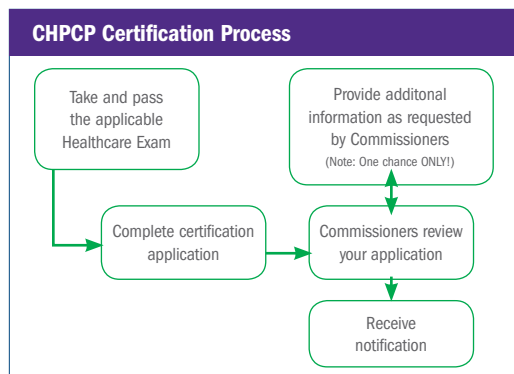 CHPCP Certification Process
Take and pass
the applicable
Healthcare Exam
Provide additonal
information as requested
by Commissioners
(Note: One chance ONLY!)
Complete certification
application
Commissioners review
your application
Receive
notification